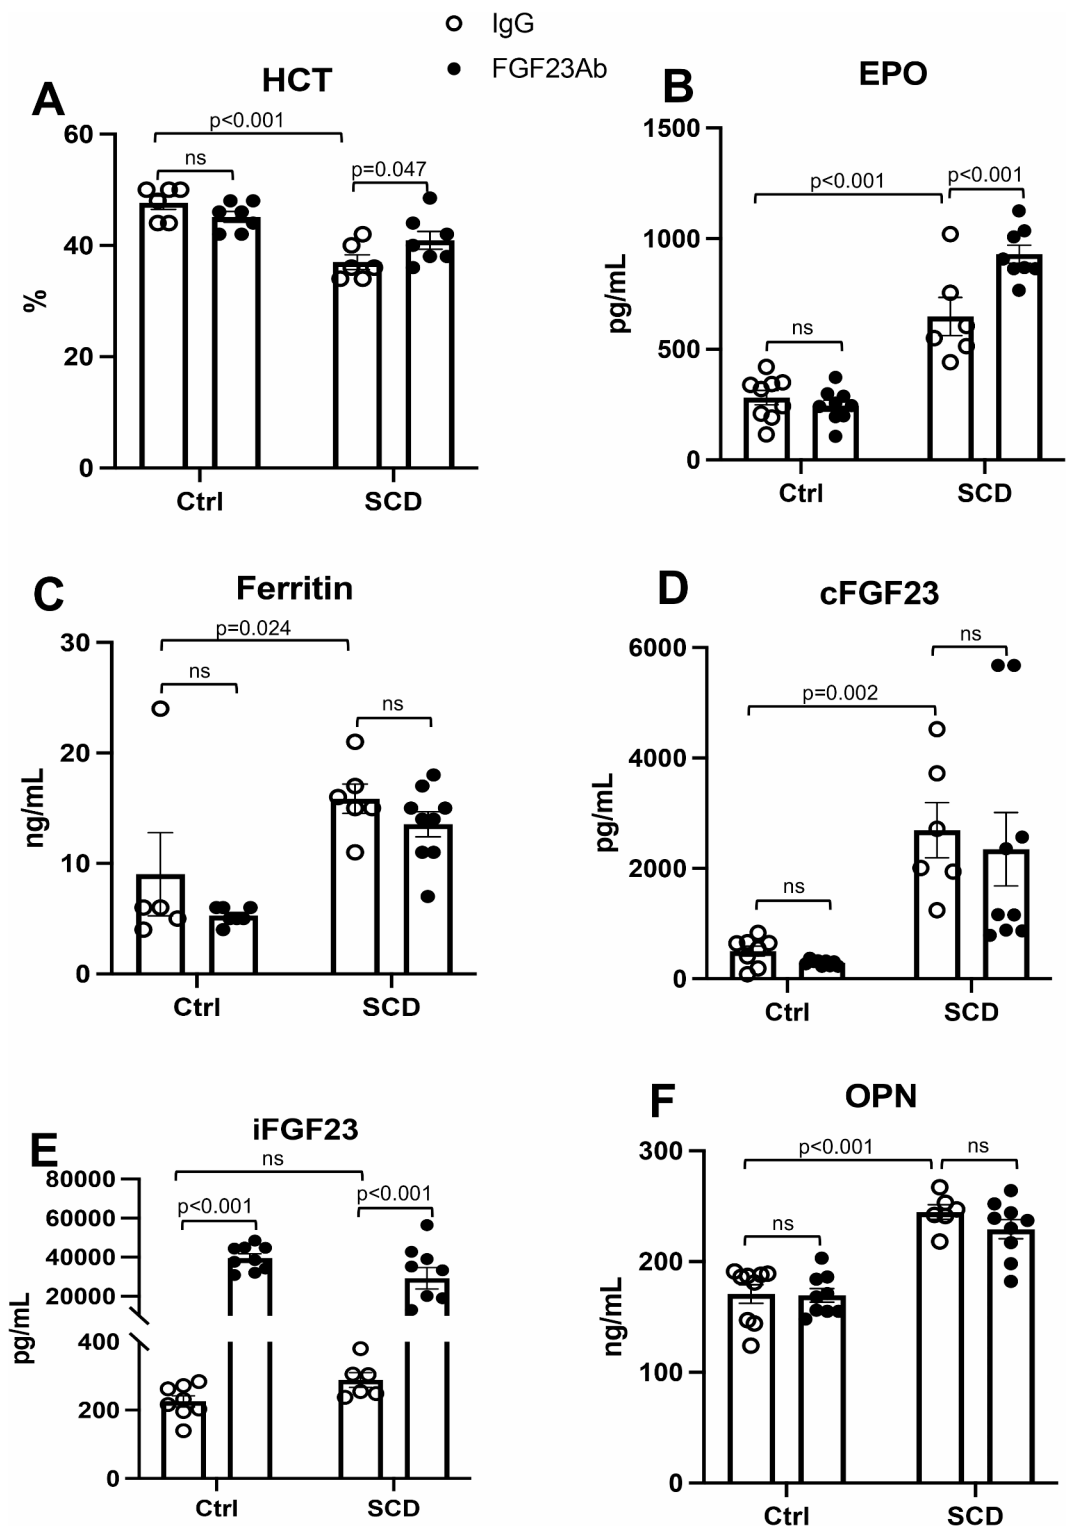 IgG
FGF23Ab
A
HCT
60
40
20
0
%
p<0.001
ns
p=0.047
Ctrl
SCD
B
EPO
1500
1000
500
0
pg/mL
p<0.001
p<0.001
ns
Ctrl
SCD
C
Ferritin
30
20
10
0
ng/mL
p=0.024
ns
ns
Ctrl
SCD
D
cFGF23
6000
4000
2000
0
pg/mL
ns
p=0.002
ns
Ctrl
SCD
E
iFGF23
80000
60000
40000
20000
400
200
0
pg/mL
ns
p<0.001
p<0.001
Ctrl
SCD
F
OPN
300
200
100
0
ng/mL
p<0.001
ns
ns
Ctrl
SCD